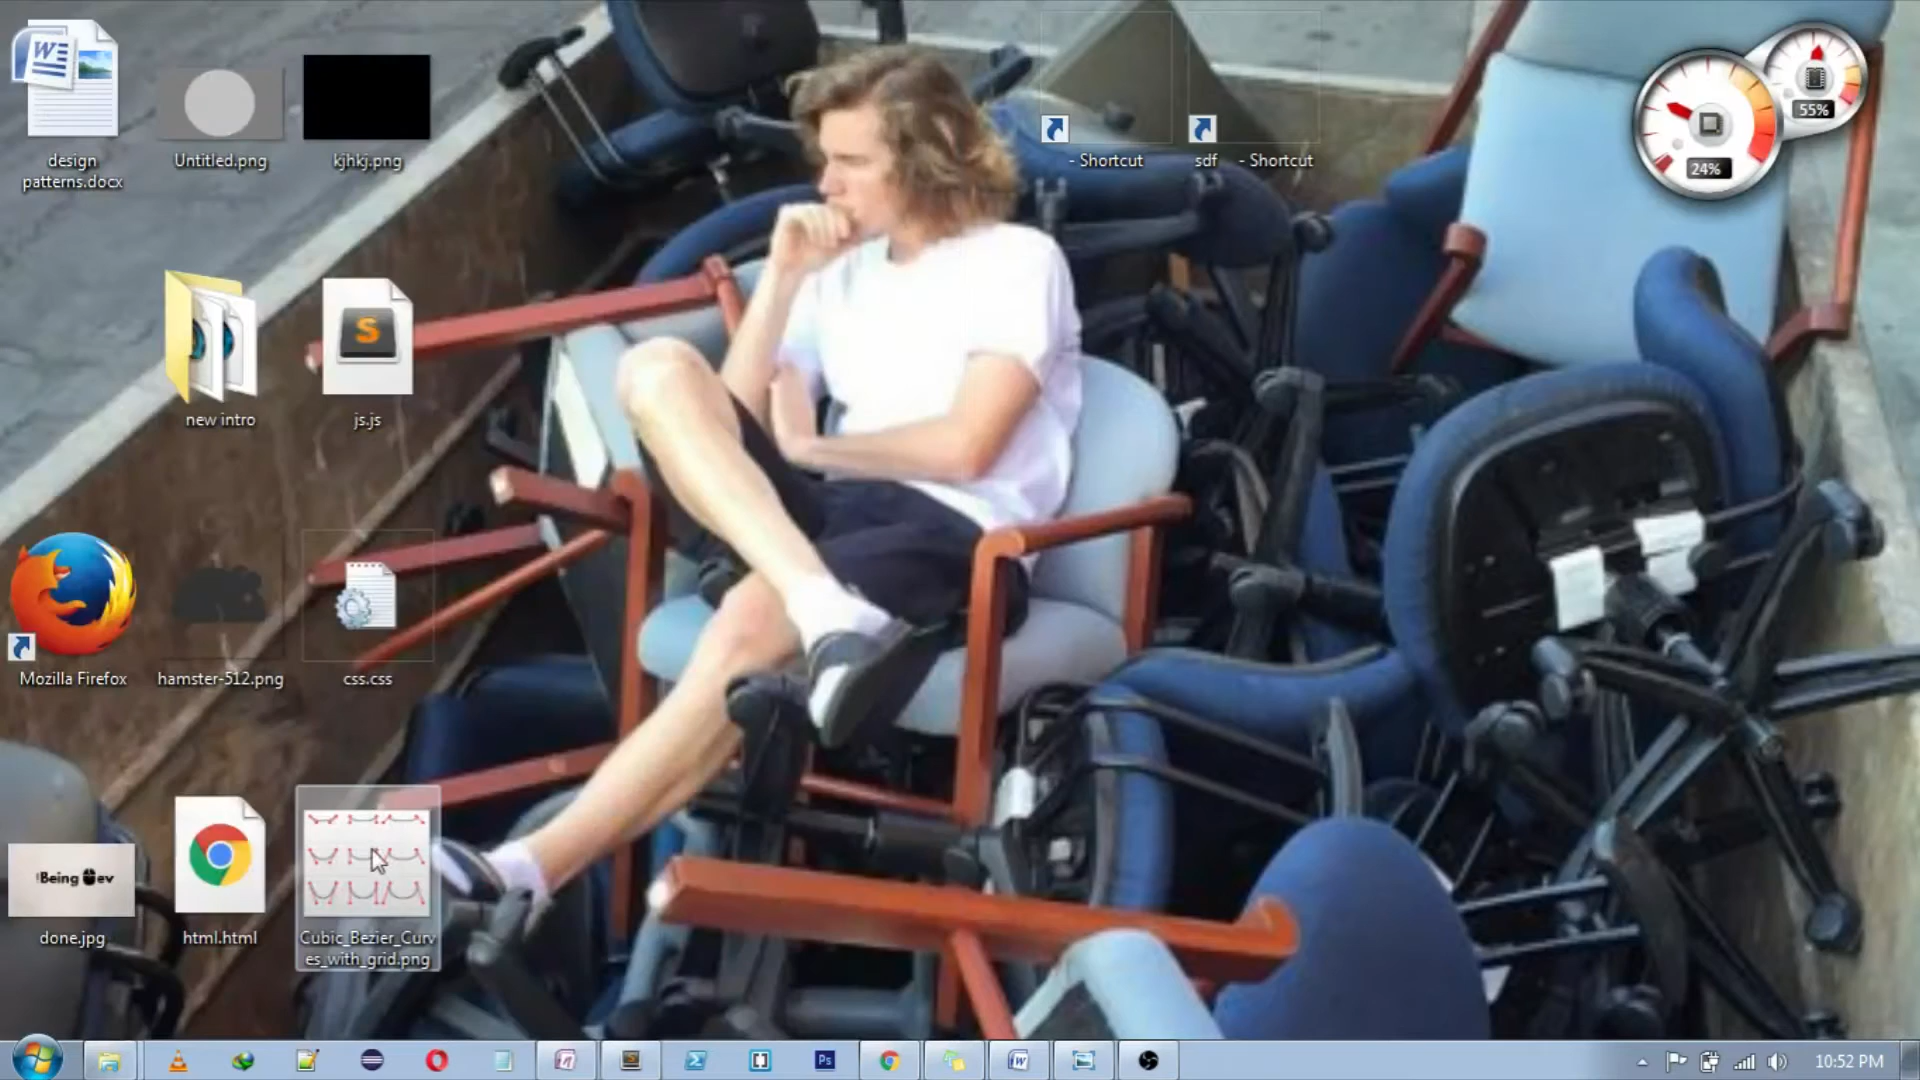 design
patterns.docx
Untitled.png
kjhkj.png
- Shortcut
sdf - Shortcut
55%
24%
new intro
js.js
Mozilla Firefox
hamster-512.png
css.css
Being ev
done.jpg
html.html
Cubic_Bezier_Curv
es_with_grid.png
Ps
10:52 PM